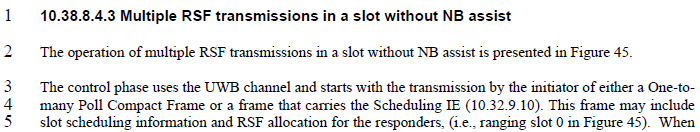 1 10.38.8.4.3 Multiple RSF transmissions in a slot without NB assist
2 The operation of multiple RSF transmissions in a slot without NB assist is presented in Figure 45.
3 The control phase uses the UWB channel and starts with the transmission by the initiator of either a One-to-
4 many Poll Compact Frame or a frame that carries the Scheduling IE (10.32.9.10). This frame may include
5 slot scheduling information and RSF allocation for the responders, (i.e., ranging slot 0 in Figure 45). When